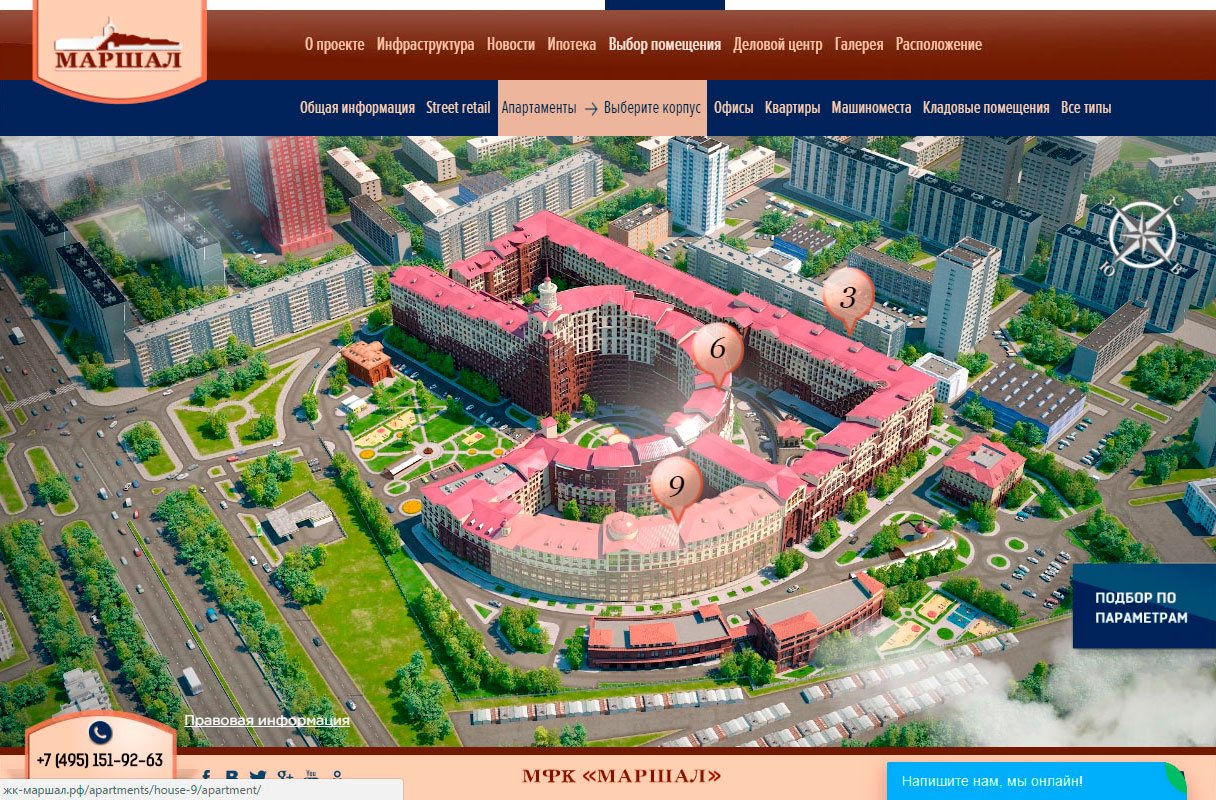 МАРШАЛ
О проекте Инфраструктура Новости Ипотека Выбор помещения Деловой центр Галерея Расположение
Общая информация Street retail Апартаменты → Выберите корпус Офисы Квартиры Машиноместа Кладовые помещения Все типы
З С
Ю В
3
6
9
ПОДБОР ПО
ПАРАМЕТРАМ
Правовая информация
+7 (495) 151-92-63
МФК «МАРШАЛ»
Напишите нам, мы онлайн!
жк-маршал.рф/apartments/house-9/apartment/